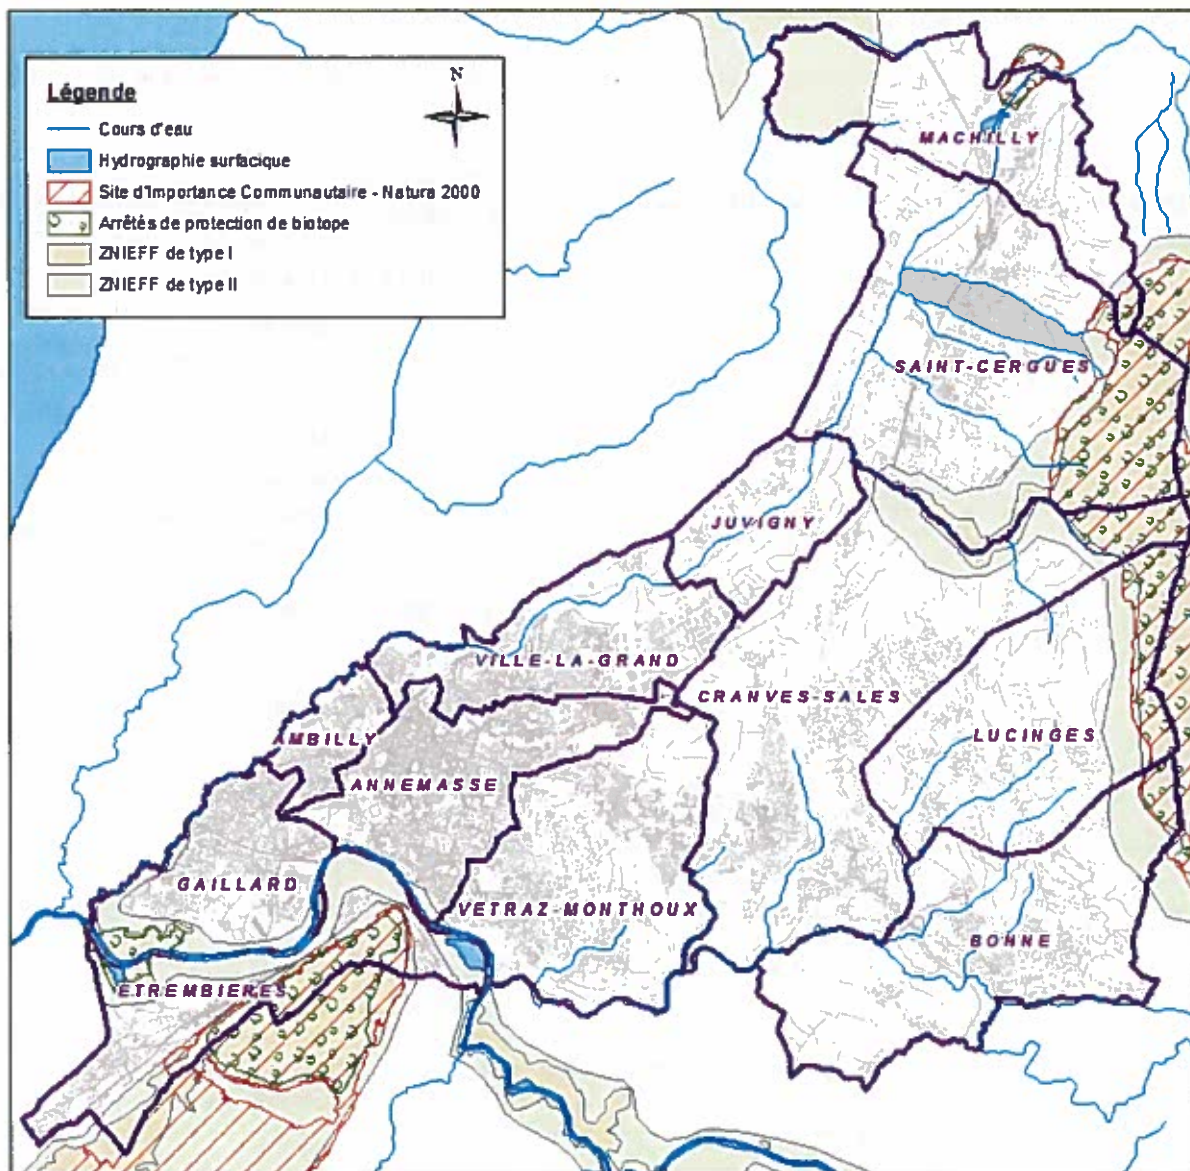 Légende
N
Cours d'eau
Hydrographie surfacique
Site d'Importance Communautaire - Natura 2000
Arrêtés de protection de biotope
ZNIEFF de type I
ZNIEFF de type II
MACHILLY
SAINT-CERGUES
JUVIGNY
VILLE-LA-GRAND
CRANVES-SALES
AMBILLY
LUCINGES
ANNEMASSE
GAILLARD
VETRAZ-MONTHOUX
BONNE
ETREMBIERES